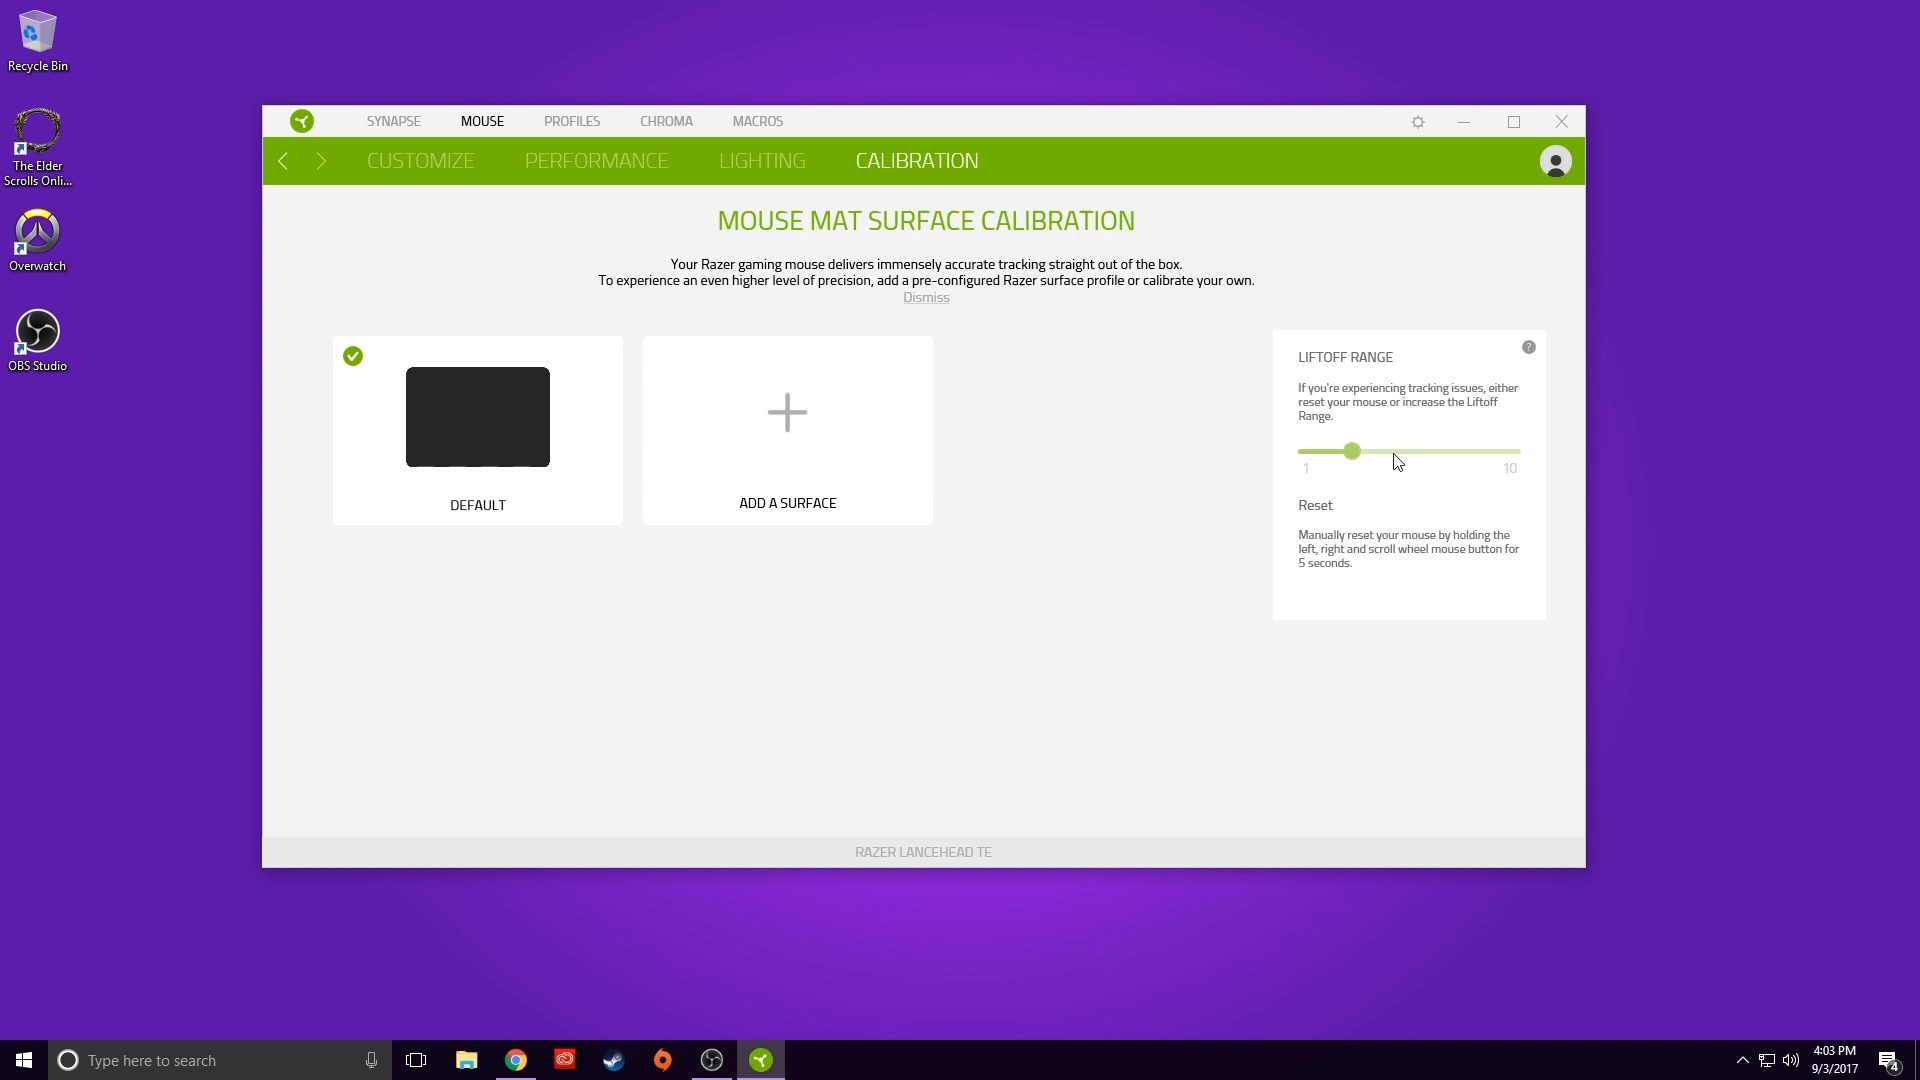 Recycle Bin
The Elder
Scrolls Onli...
Overwatch
OBS Studio
SYNAPSE MOUSE PROFILES CHROMA MACROS
CUSTOMIZE PERFORMANCE LIGHTING CALIBRATION
MOUSE MAT SURFACE CALIBRATION
Your Razer gaming mouse delivers immensely accurate tracking straight out of the box.
To experience an even higher level of precision, add a pre-configured Razer surface profile or calibrate your own.
Dismiss
DEFAULT
ADD A SURFACE
LIFTOFF RANGE
?
If you're experiencing tracking issues, either
reset your mouse or increase the Liftoff
Range.
1 10
Reset
Manually reset your mouse by holding the
left, right and scroll wheel mouse button for
5 seconds.
RAZER LANCEHEAD TE
Type here to search
4:03 PM
9/3/2017
4